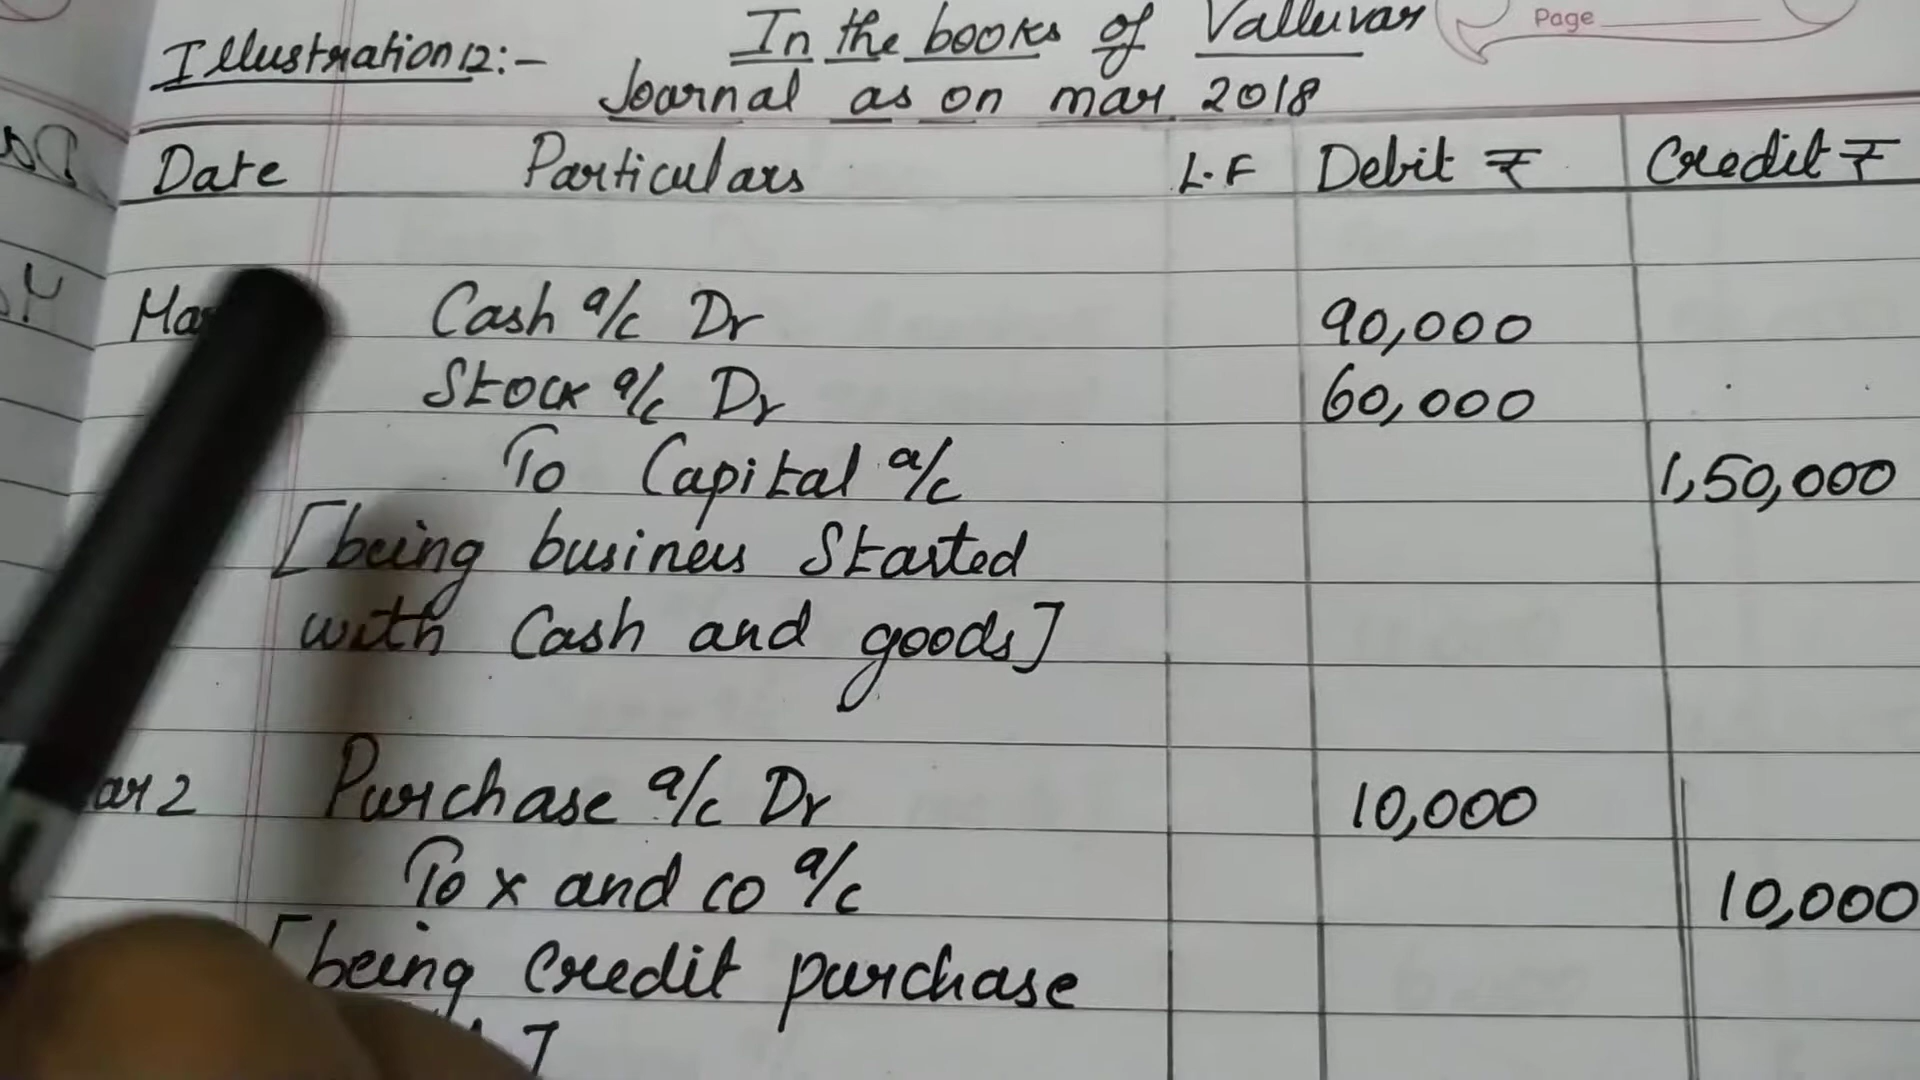 Page
Illustration 12:- In the books of Valluvar
Journal as on mar 2018
Date Particulars L.F Debit ₹ Credit ₹
Cash a/c Dr 90,000
Stock a/c Dr 60,000
To Capital a/c 1,50,000
[being business Started
with Cash and goods]
ar 2 Purchase a/c Dr 10,000
To x and co a/c 10,000
[being Credit purchase
]